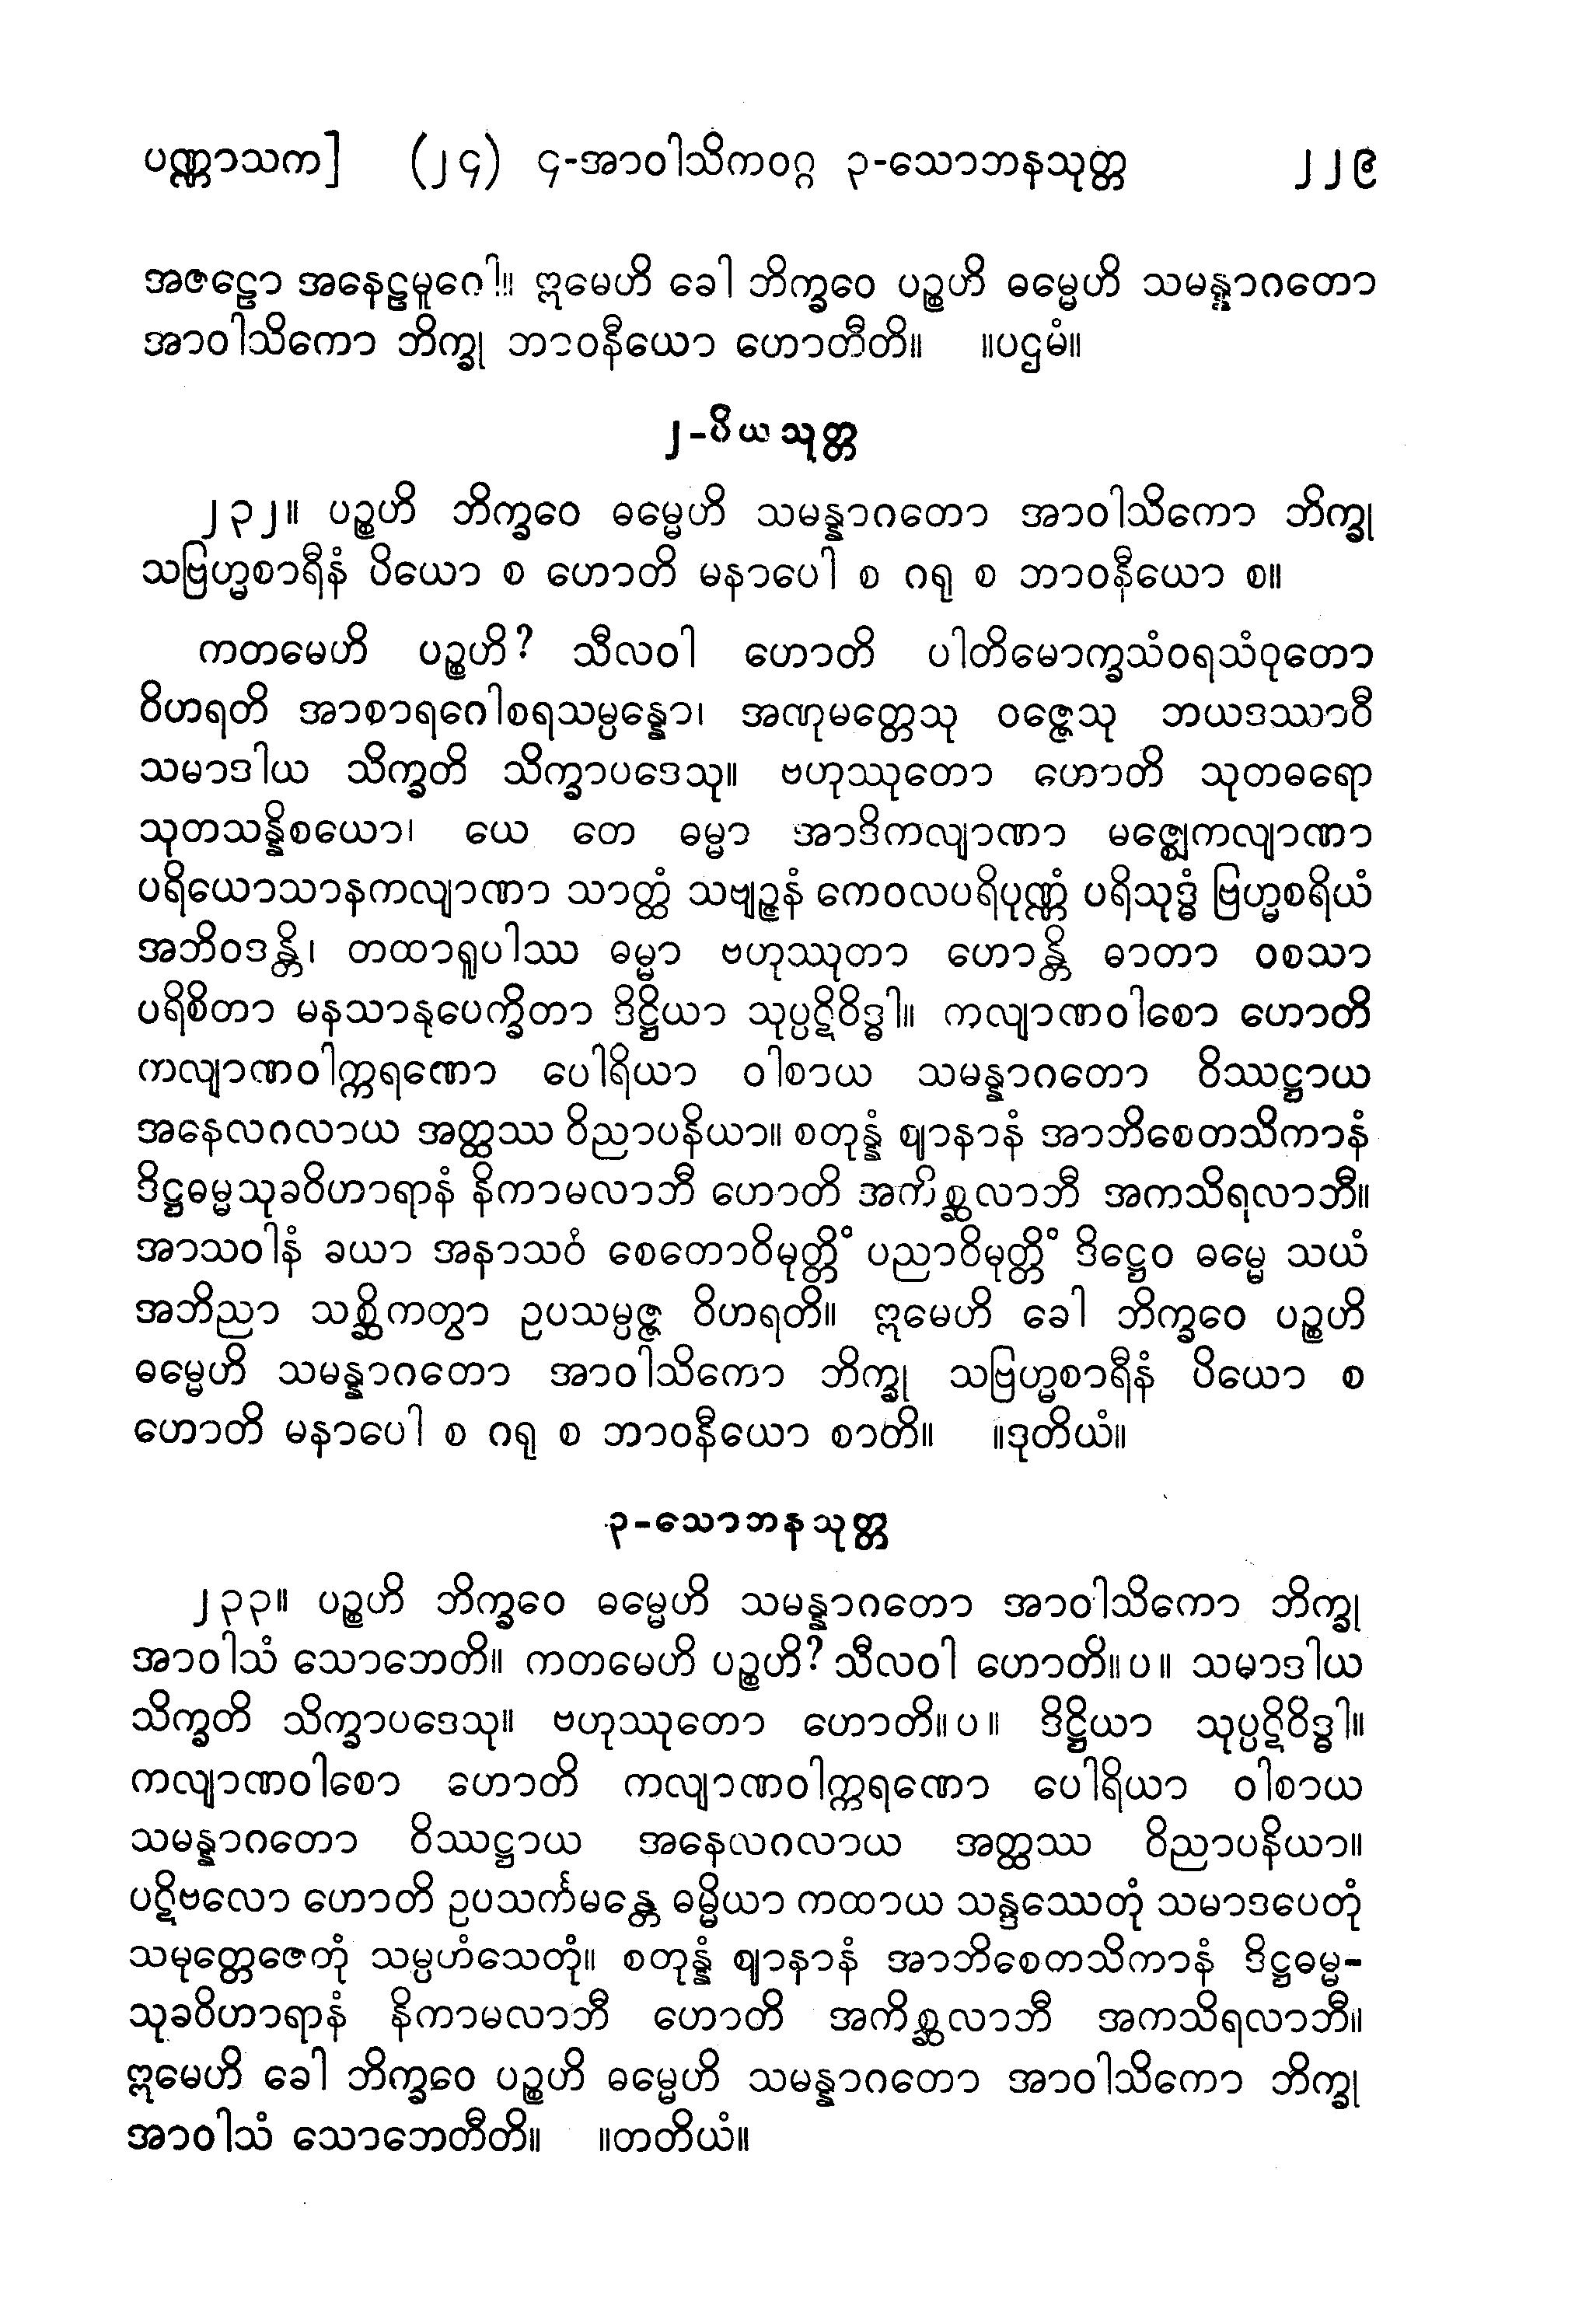 ပဏ္ဏာသက] (၂၄) ၄-အာဝါသိကဝဂ္ဂ ၃-သောဘနသုတ္တ ၂၂၉
အဇဠော အနေဠမူဂေါ။ ဣမေဟိ ခေါ ဘိက္ခဝေ ပဉ္စဟိ ဓမ္မေဟိ သမန္နာဂတော
အာဝါသိကော ဘိက္ခု ဘာဝနီယော ဟောတီတိ။ ။ပဌမံ။
၂-ပိယသုတ္တ
၂၃၂။ ပဉ္စဟိ ဘိက္ခဝေ ဓမ္မေဟိ သမန္နာဂတော အာဝါသိကော ဘိက္ခု
သဗြဟ္မစာရီနံ ပိယော စ ဟောတိ မနာပေါ စ ဂရု စ ဘာဝနီယော စ။
ကတမေဟိ ပဉ္စဟိ? သီလဝါ ဟောတိ ပါတိမောက္ခသံဝရသံဝုတော
ဝိဟရတိ အာစာရဂေါစရသမ္ပန္နော၊ အဏုမတ္တေသု ဝဇ္ဇေသု ဘယဒဿာဝီ
သမာဒါယ သိက္ခတိ သိက္ခာပဒေသု။ ဗဟုဿုတော ဟောတိ သုတဓရော
သုတသန္နိစယော၊ ယေ တေ ဓမ္မာ အာဒိကလျာဏာ မဇ္ဈေကလျာဏာ
ပရိယောသာနကလျာဏာ သာတ္ထံ သဗျဉ္ဇနံ ကေဝလပရိပုဏ္ဏံ ပရိသုဒ္ဓံ ဗြဟ္မစရိယံ
အဘိဝဒန္တိ၊ တထာရူပါဿ ဓမ္မာ ဗဟုဿုတာ ဟောန္တိ ဓာတာ ဝစသာ
ပရိစိတာ မနသာနုပေက္ခိတာ ဒိဋ္ဌိယာ သုပ္ပဋိဝိဒ္ဓါ။ ကလျာဏဝါစော ဟောတိ
ကလျာဏဝါက္ကရဏော ပေါရိယာ ဝါစာယ သမန္နာဂတော ဝိဿဋ္ဌာယ
အနေလဂလာယ အတ္ထဿ ဝိညာပနိယာ။ စတုန္နံ ဈာနာနံ အာဘိစေတသိကာနံ
ဒိဋ္ဌဓမ္မသုခဝိဟာရာနံ နိကာမလာဘီ ဟောတိ အကိစ္ဆလာဘီ အကသိရလာဘီ။
အာသဝါနံ ခယာ အနာသဝံ စေတောဝိမုတ္တိံ ပညာဝိမုတ္တိံ ဒိဋ္ဌေဝ ဓမ္မေ သယံ
အဘိညာ သစ္ဆိကတွာ ဥပသမ္ပဇ္ဇ ဝိဟရတိ။ ဣမေဟိ ခေါ ဘိက္ခဝေ ပဉ္စဟိ
ဓမ္မေဟိ သမန္နာဂတော အာဝါသိကော ဘိက္ခု သဗြဟ္မစာရီနံ ပိယော စ
ဟောတိ မနာပေါ စ ဂရု စ ဘာဝနီယော စာတိ။ ။ဒုတိယံ။
၃-သောဘနသုတ္တ
၂၃၃။ ပဉ္စဟိ ဘိက္ခဝေ ဓမ္မေဟိ သမန္နာဂတော အာဝါသိကော ဘိက္ခု
အာဝါသံ သောဘေတိ။ ကတမေဟိ ပဉ္စဟိ? သီလဝါ ဟောတိ။ပ။ သမာဒါယ
သိက္ခတိ သိက္ခာပဒေသု။ ဗဟုဿုတော ဟောတိ။ပ။ ဒိဋ္ဌိယာ သုပ္ပဋိဝိဒ္ဓါ။
ကလျာဏဝါစော ဟောတိ ကလျာဏဝါက္ကရဏော ပေါရိယာ ဝါစာယ
သမန္နာဂတော ဝိဿဋ္ဌာယ အနေလဂလာယ အတ္ထဿ ဝိညာပနိယာ။
ပဋိဗလော ဟောတိ ဥပသင်္ကမန္တေ ဓမ္မိယာ ကထာယ သန္ဒဿေတုံ သမာဒပေတုံ
သမုတ္တေဇေတုံ သမ္ပဟံသေတုံ။ စတုန္နံ ဈာနာနံ အာဘိစေတသိကာနံ ဒိဋ္ဌဓမ္မ-
သုခဝိဟာရာနံ နိကာမလာဘီ ဟောတိ အကိစ္ဆလာဘီ အကသိရလာဘီ။
ဣမေဟိ ခေါ ဘိက္ခဝေ ပဉ္စဟိ ဓမ္မေဟိ သမန္နာဂတော အာဝါသိကော ဘိက္ခု
အာဝါသံ သောဘေတီတိ။ ။တတိယံ။